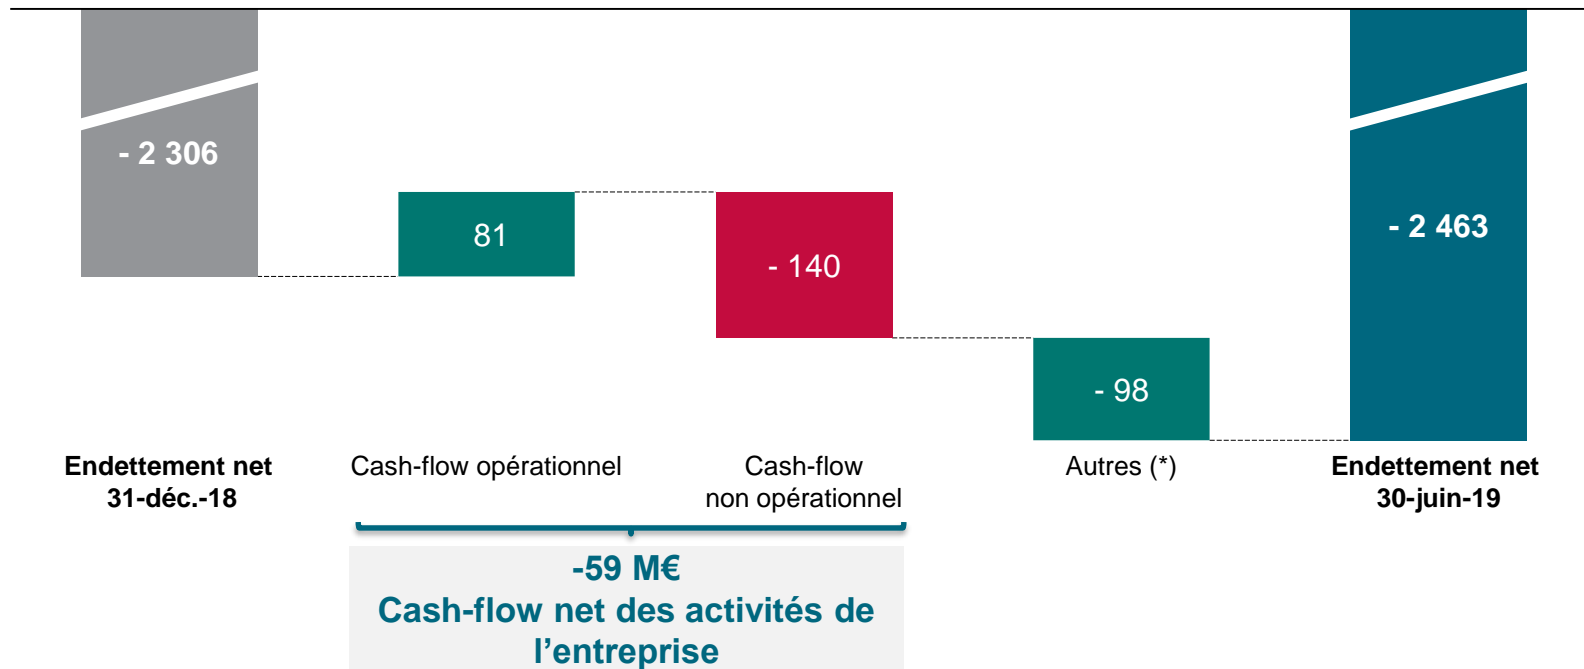 - 2 306
81
- 140
- 98
- 2 463
Endettement net
31-déc.-18
Cash-flow opérationnel
Cash-flow
non opérationnel
Autres (*)
Endettement net
30-juin-19
-59 M€
Cash-flow net des activités de
l’entreprise